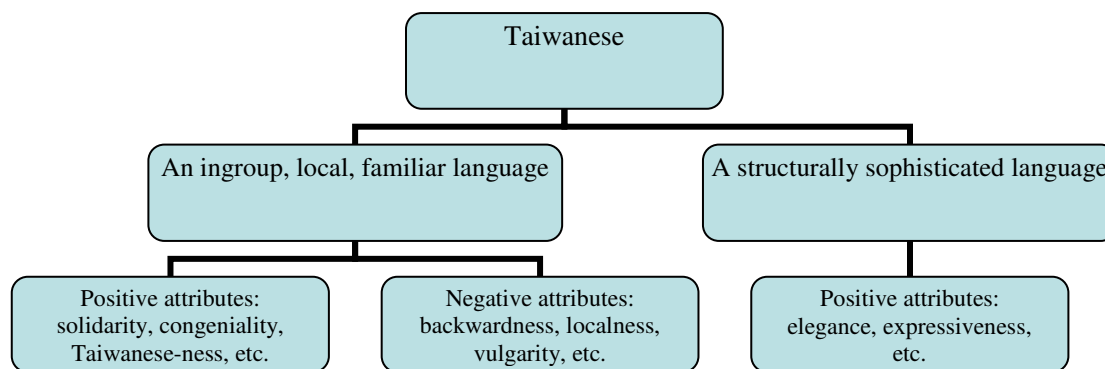 Taiwanese
An ingroup, local, familiar language
A structurally sophisticated language
Positive attributes:
solidarity, congeniality,
Taiwanese-ness, etc.
Negative attributes:
backwardness, localness,
vulgarity, etc.
Positive attributes:
elegance, expressiveness,
etc.